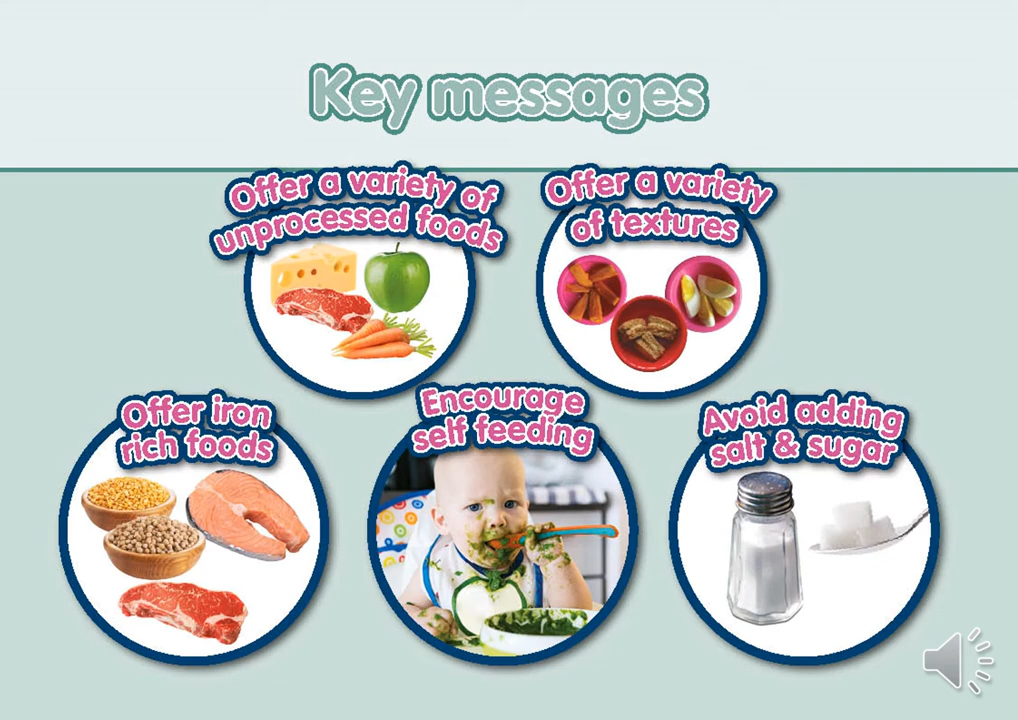 Key messages
Offer a variety of
unprocessed foods
Offer a variety
of textures
Offer iron
rich foods
Encourage
self feeding
Avoid adding
salt & sugar